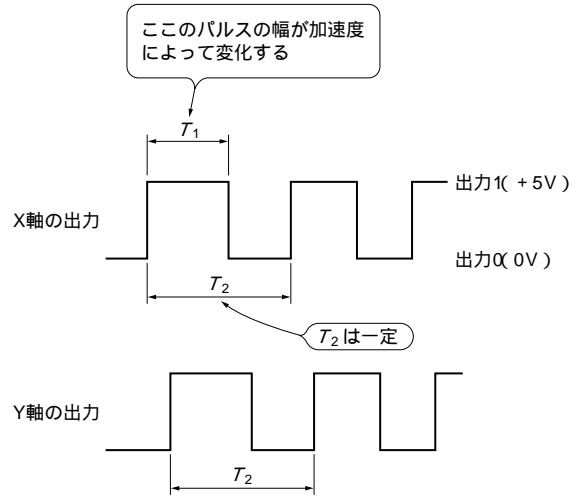 ここのパルスの幅が加速度
によって変化する
T1
出力1( +5V )
X軸の出力
出力0( 0V )
T2
T2 は一定
Y軸の出力
T2